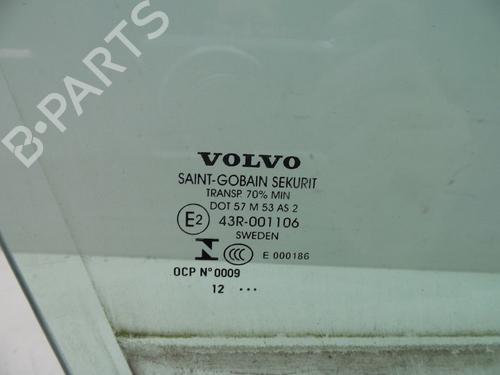 B-PARTS
VOLVO
SAINT-GOBAIN SEKURIT
TRANSP. 70% MIN
DOT 57 M 53 AS 2
E2 43R-001106
SWEDEN
N CCC E 000186
OCP N°0009
12 ...